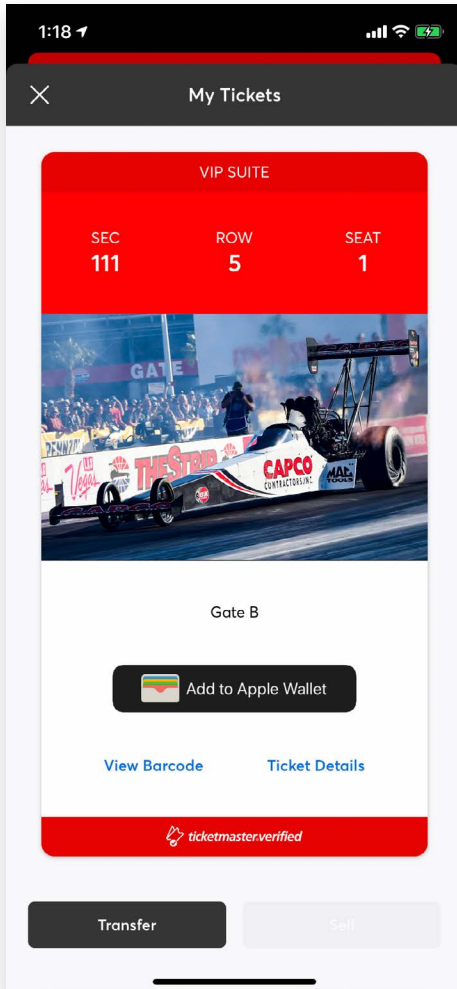 1:18
My Tickets
VIP SUITE
SEC ROW SEAT
111 5 1
GATE
PENNZOIL
Vegas THE STRIP
CAPCO
CONTRACTORS, INC.
MAC
TOOLS
Gate B
Add to Apple Wallet
View Barcode Ticket Details
ticketmaster.verified
Transfer Sell